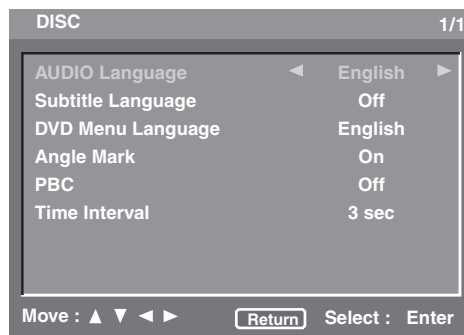 DISC 1/1
AUDIO Language ◄ English ►
Subtitle Language Off
DVD Menu Language English
Angle Mark On
PBC Off
Time Interval 3 sec
Move : ▲ ▼ ◄ ► Return Select : Enter